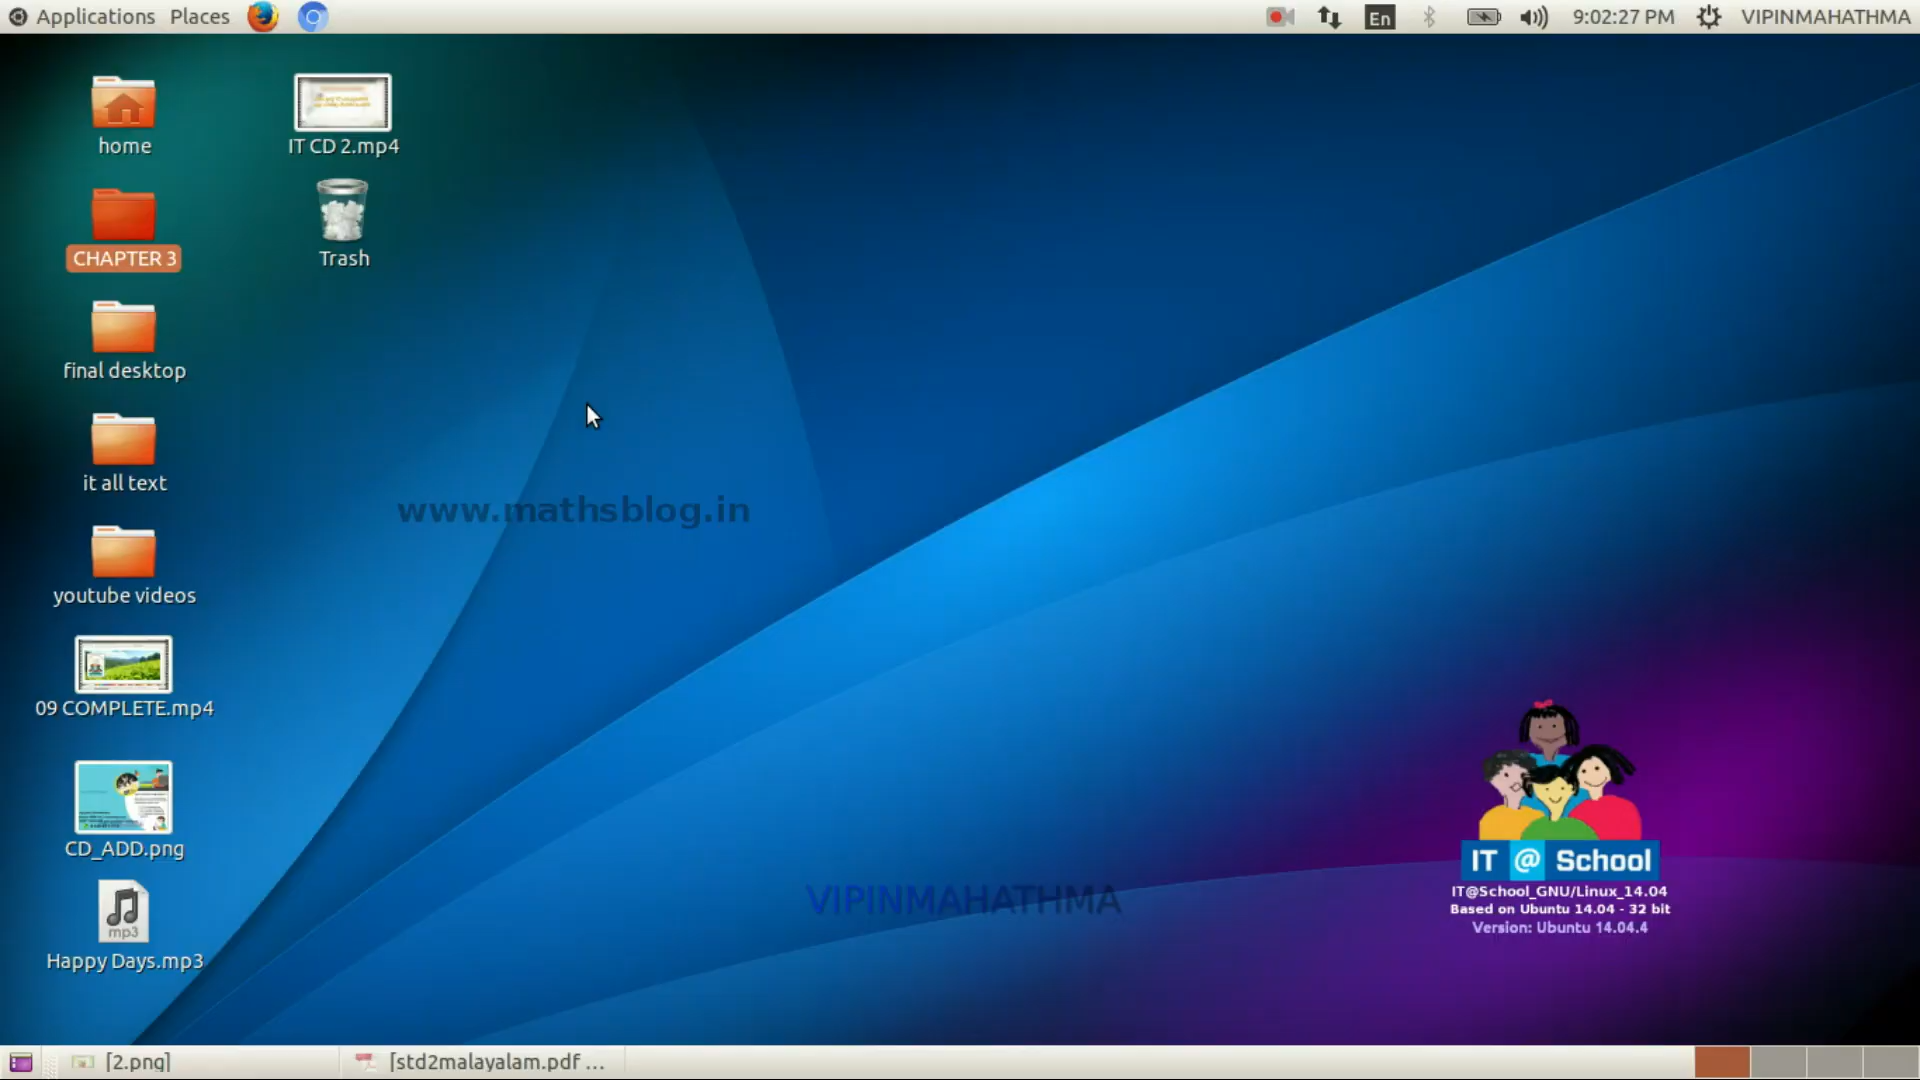 Applications Places
En 9:02:27 PM VIPINMAHATHMA
home
IT CD 2.mp4
CHAPTER 3
Trash
final desktop
it all text
www.mathsblog.in
youtube videos
09 COMPLETE.mp4
CD_ADD.png
mp3
Happy Days.mp3
VIPINMAHATHMA
IT @ School
IT@School_GNU/Linux_14.04
Based on Ubuntu 14.04 - 32 bit
Version: Ubuntu 14.04.4
[2.png]
[std2malayalam.pdf ...